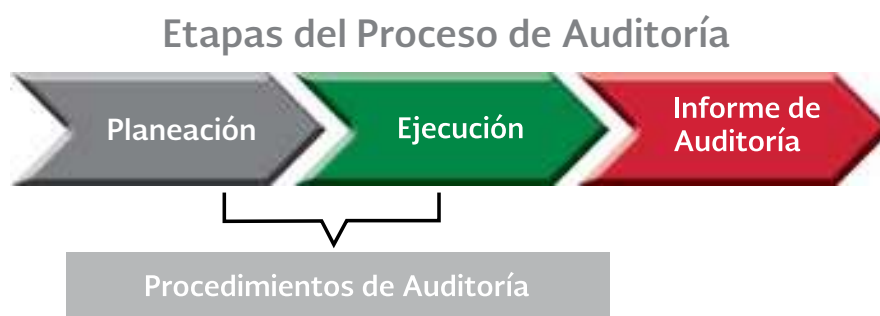 Etapas del Proceso de Auditoría
Planeación
Ejecución
Informe de
Auditoría
Procedimientos de Auditoría